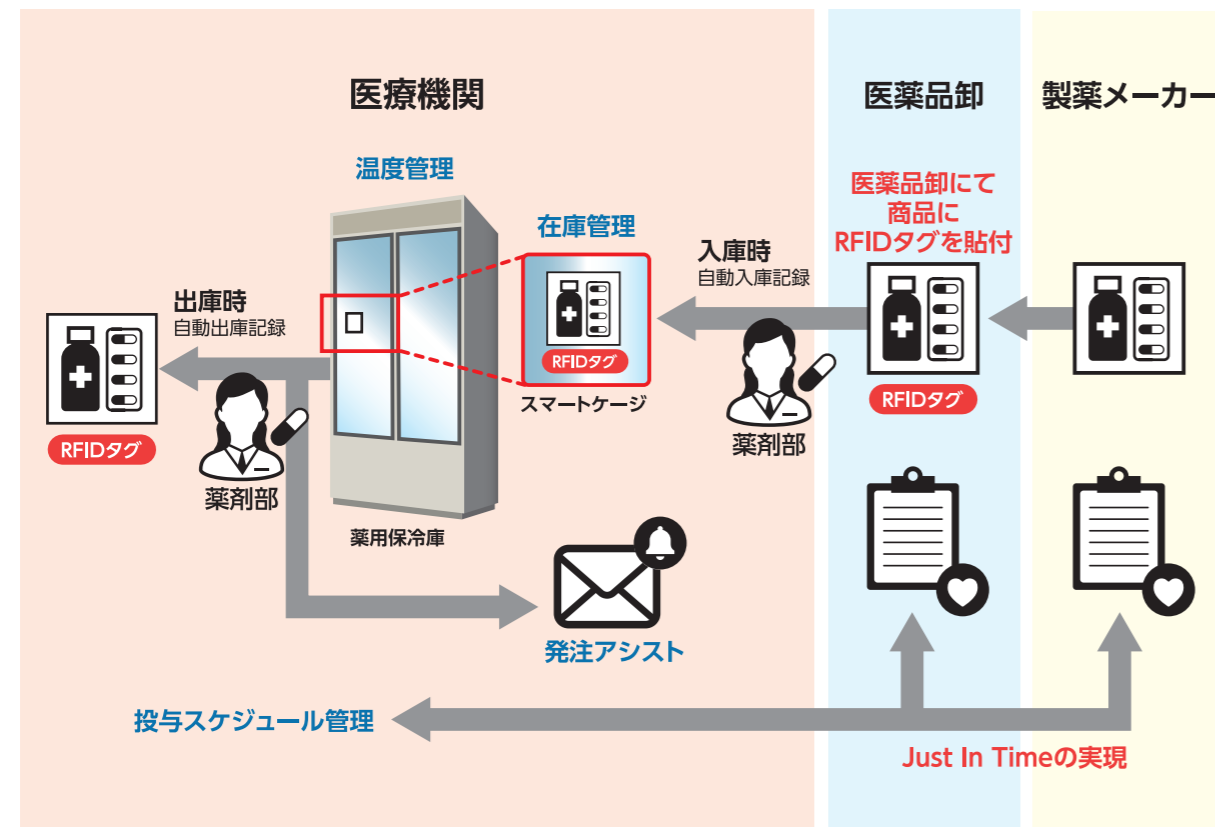 医療機関
医薬品卸
製薬メーカー
温度管理
在庫管理
医薬品卸にて
商品に
RFIDタグを貼付
入庫時
自動入庫記録
出庫時
自動出庫記録
RFIDタグ
スマートケージ
RFIDタグ
薬剤部
RFIDタグ
薬剤部
薬用保冷庫
発注アシスト
投与スケジュール管理
Just In Timeの実現